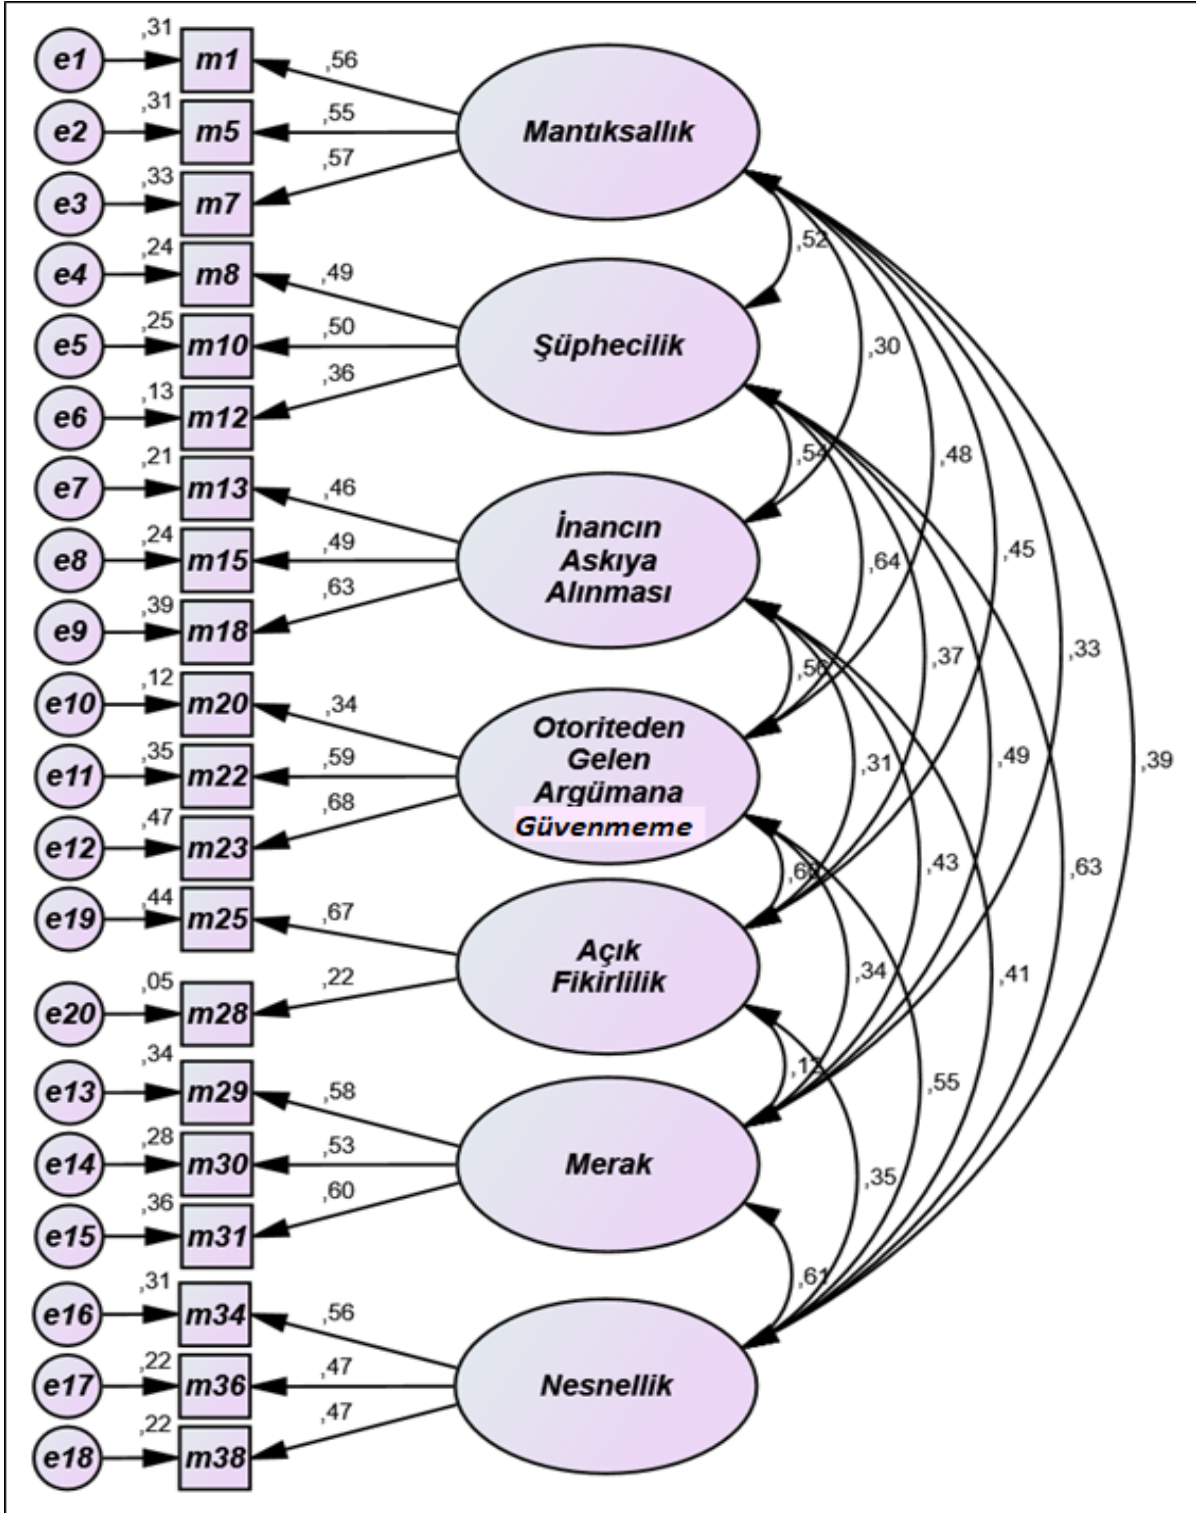 ,31
e1 m1 ,56
,31
e2 m5 ,55
Mantıksallık
,33
e3 m7 ,57
,24
e4 m8 ,49
,25
e5 m10 ,50
Şüphecilik
,13
e6 m12 ,36
,21
e7 m13 ,46
,24
e8 m15 ,49
İnancın
Askıya
Alınması
,39
e9 m18 ,63
,12
e10 m20 ,34
,35
e11 m22 ,59
Otoriteden
Gelen
Argümana
Güvenmeme
,47
e12 m23 ,68
,44
e19 m25 ,67
Açık
Fikirlilik
,05
e20 m28 ,22
,34
e13 m29 ,58
,28
e14 m30 ,53
Merak
,36
e15 m31 ,60
,31
e16 m34 ,56
,22
e17 m36 ,47
Nesnellik
,22
e18 m38 ,47
,52
,30
,54
,48
,64
,45
,37
,33
,56
,31
,49
,39
,43
,63
,34
,41
,55
,35
,61